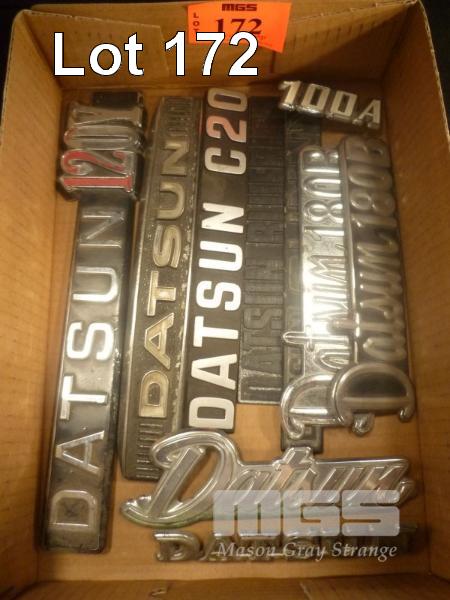 Lot 172
MGS
LOT
172
100A
120Y
DATSUN
DATSUN
DATSUN C20
Datsun 180B
Datsun 180B
Datsun
MGS
Mason Gray Strange